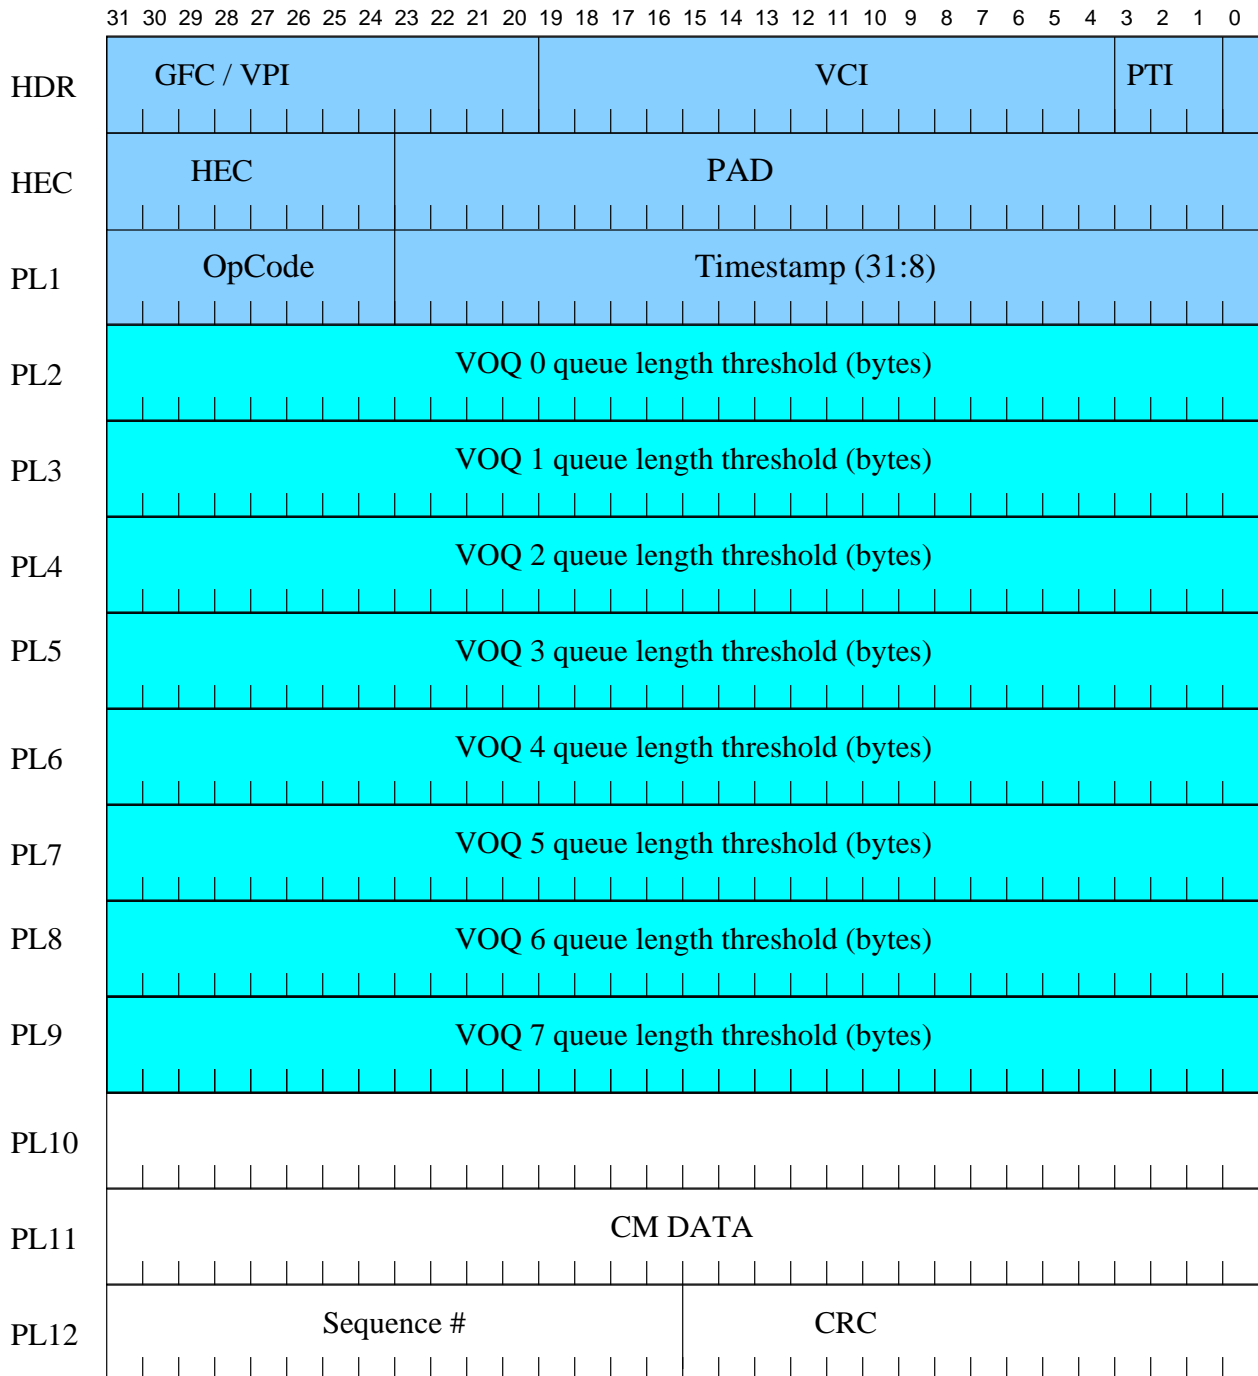 31 30 29 28 27 26 25 24 23 22 21 20 19 18 17 16 15 14 13 12 11 10 9 8 7 6 5 4 3 2 1 0
HDR GFC / VPI VCI PTI
HEC HEC PAD
PL1 OpCode Timestamp (31:8)
PL2 VOQ 0 queue length threshold (bytes)
PL3 VOQ 1 queue length threshold (bytes)
PL4 VOQ 2 queue length threshold (bytes)
PL5 VOQ 3 queue length threshold (bytes)
PL6 VOQ 4 queue length threshold (bytes)
PL7 VOQ 5 queue length threshold (bytes)
PL8 VOQ 6 queue length threshold (bytes)
PL9 VOQ 7 queue length threshold (bytes)
PL10
PL11 CM DATA
PL12 Sequence # CRC